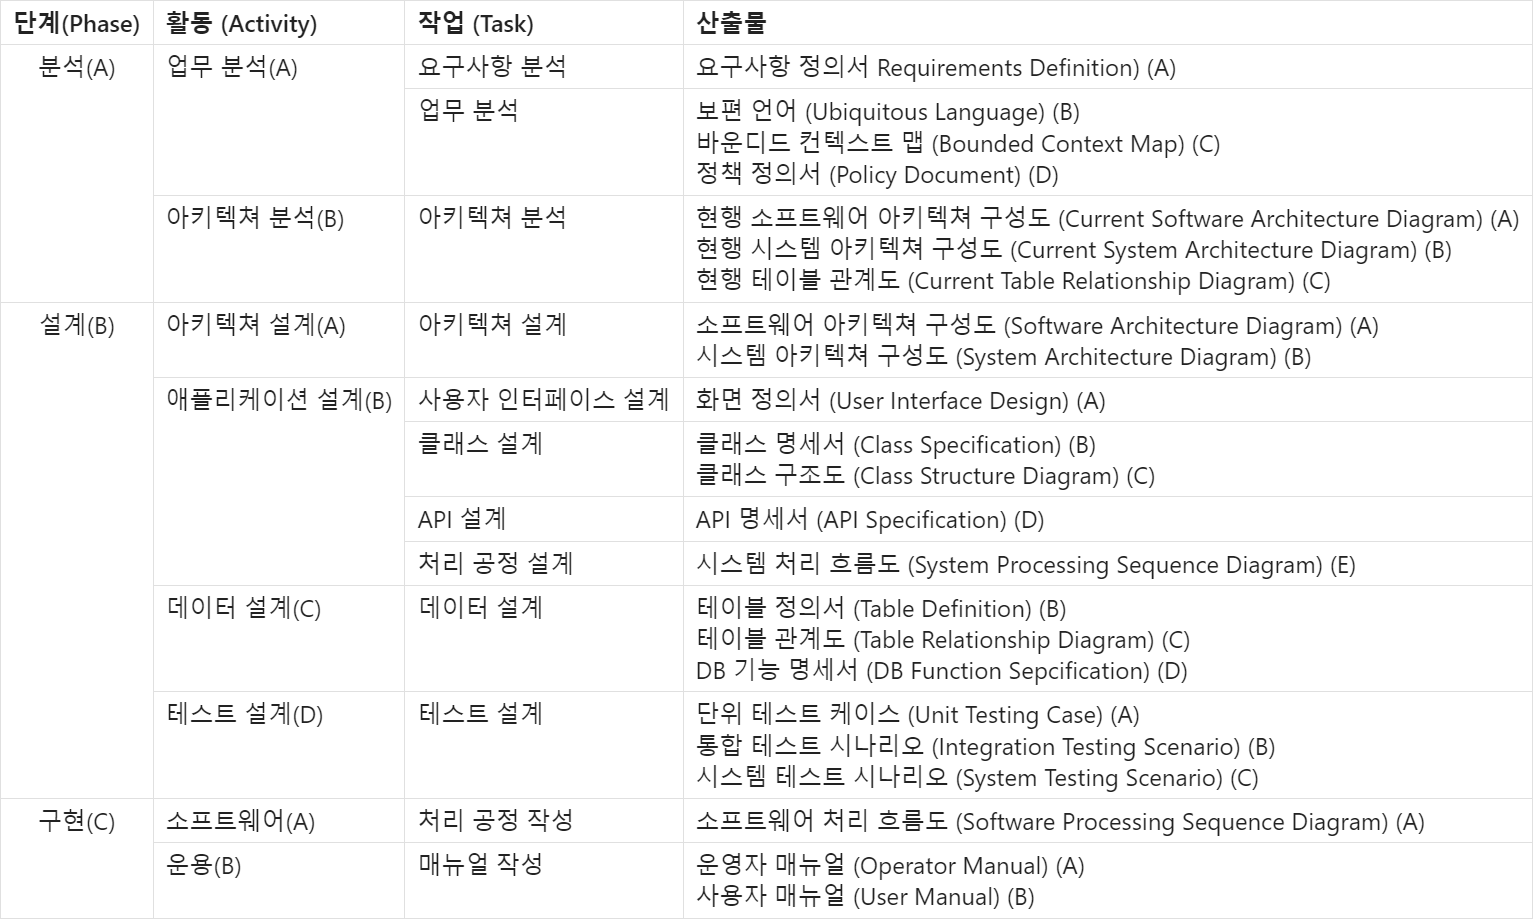 단계(Phase) 활동 (Activity) 작업 (Task) 산출물
분석(A) 업무 분석(A) 요구사항 분석 요구사항 정의서 Requirements Definition) (A)
업무 분석 보편 언어 (Ubiquitous Language) (B)
바운디드 컨텍스트 맵 (Bounded Context Map) (C)
정책 정의서 (Policy Document) (D)
아키텍쳐 분석(B) 아키텍쳐 분석 현행 소프트웨어 아키텍쳐 구성도 (Current Software Architecture Diagram) (A)
현행 시스템 아키텍쳐 구성도 (Current System Architecture Diagram) (B)
현행 테이블 관계도 (Current Table Relationship Diagram) (C)
설계(B) 아키텍쳐 설계(A) 아키텍쳐 설계 소프트웨어 아키텍쳐 구성도 (Software Architecture Diagram) (A)
시스템 아키텍쳐 구성도 (System Architecture Diagram) (B)
애플리케이션 설계(B) 사용자 인터페이스 설계 화면 정의서 (User Interface Design) (A)
클래스 설계 클래스 명세서 (Class Specification) (B)
클래스 구조도 (Class Structure Diagram) (C)
API 설계 API 명세서 (API Specification) (D)
처리 공정 설계 시스템 처리 흐름도 (System Processing Sequence Diagram) (E)
데이터 설계(C) 데이터 설계 테이블 정의서 (Table Definition) (B)
테이블 관계도 (Table Relationship Diagram) (C)
DB 기능 명세서 (DB Function Sepcification) (D)
테스트 설계(D) 테스트 설계 단위 테스트 케이스 (Unit Testing Case) (A)
통합 테스트 시나리오 (Integration Testing Scenario) (B)
시스템 테스트 시나리오 (System Testing Scenario) (C)
구현(C) 소프트웨어(A) 처리 공정 작성 소프트웨어 처리 흐름도 (Software Processing Sequence Diagram) (A)
운용(B) 매뉴얼 작성 운영자 매뉴얼 (Operator Manual) (A)
사용자 매뉴얼 (User Manual) (B)